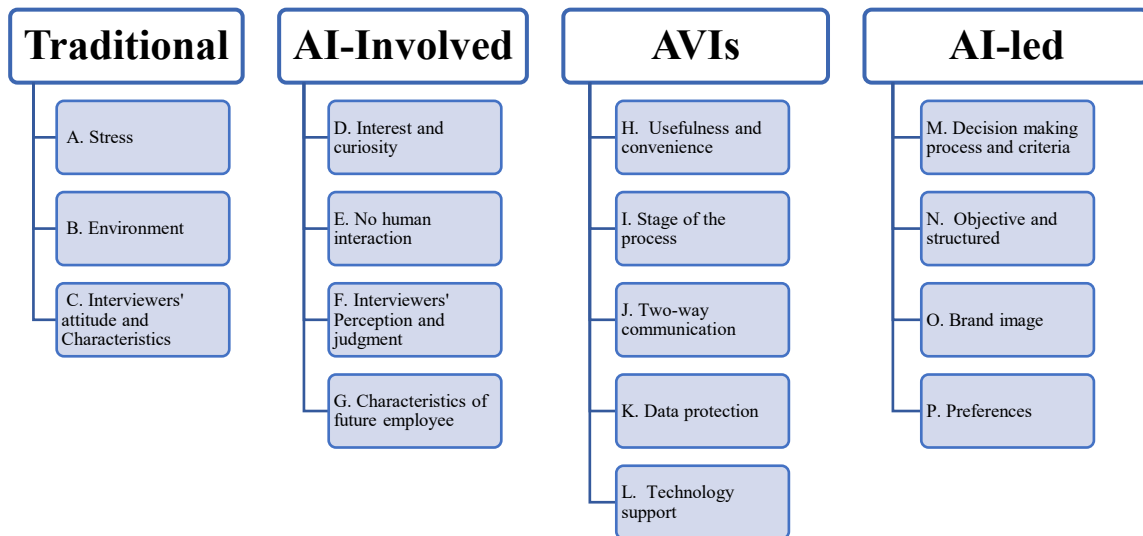 Traditional
A. Stress
B. Environment
C. Interviewers'
attitude and
Characteristics
AI-Involved
D. Interest and
curiosity
E. No human
interaction
F. Interviewers'
Perception and
judgment
G. Characteristics of
future employee
AVIs
H. Usefulness and
convenience
I. Stage of the
process
J. Two-way
communication
K. Data protection
L. Technology
support
AI-led
M. Decision making
process and criteria
N. Objective and
structured
O. Brand image
P. Preferences